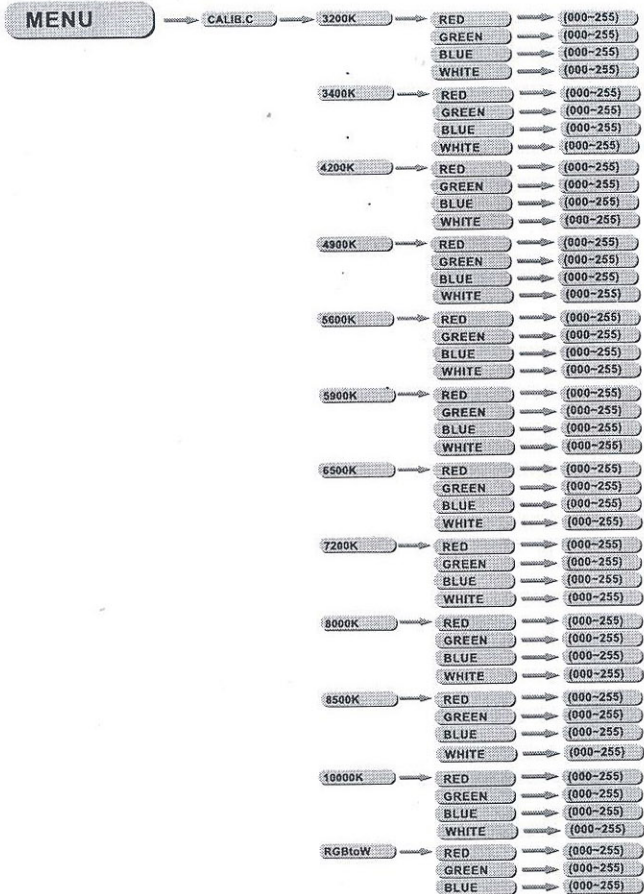 MENU CALIB.C 3200K RED (000~255)
GREEN (000~255)
BLUE (000~255)
WHITE (000~255)
3400K RED (000~255)
GREEN (000~255)
BLUE (000~255)
WHITE (000~255)
4200K RED (000~255)
GREEN (000~255)
BLUE (000~255)
WHITE (000~255)
4900K RED (000~255)
GREEN (000~255)
BLUE (000~255)
WHITE (000~255)
5600K RED (000~255)
GREEN (000~255)
BLUE (000~255)
WHITE (000~255)
5900K RED (000~255)
GREEN (000~255)
BLUE (000~255)
WHITE (000~255)
6500K RED (000~255)
GREEN (000~255)
BLUE (000~255)
WHITE (000~255)
7200K RED (000~255)
GREEN (000~255)
BLUE (000~255)
WHITE (000~255)
8000K RED (000~255)
GREEN (000~255)
BLUE (000~255)
WHITE (000~255)
8500K RED (000~255)
GREEN (000~255)
BLUE (000~255)
WHITE (000~255)
10000K RED (000~255)
GREEN (000~255)
BLUE (000~255)
WHITE (000~255)
RGBtoW RED (000~255)
GREEN (000~255)
BLUE (000~255)